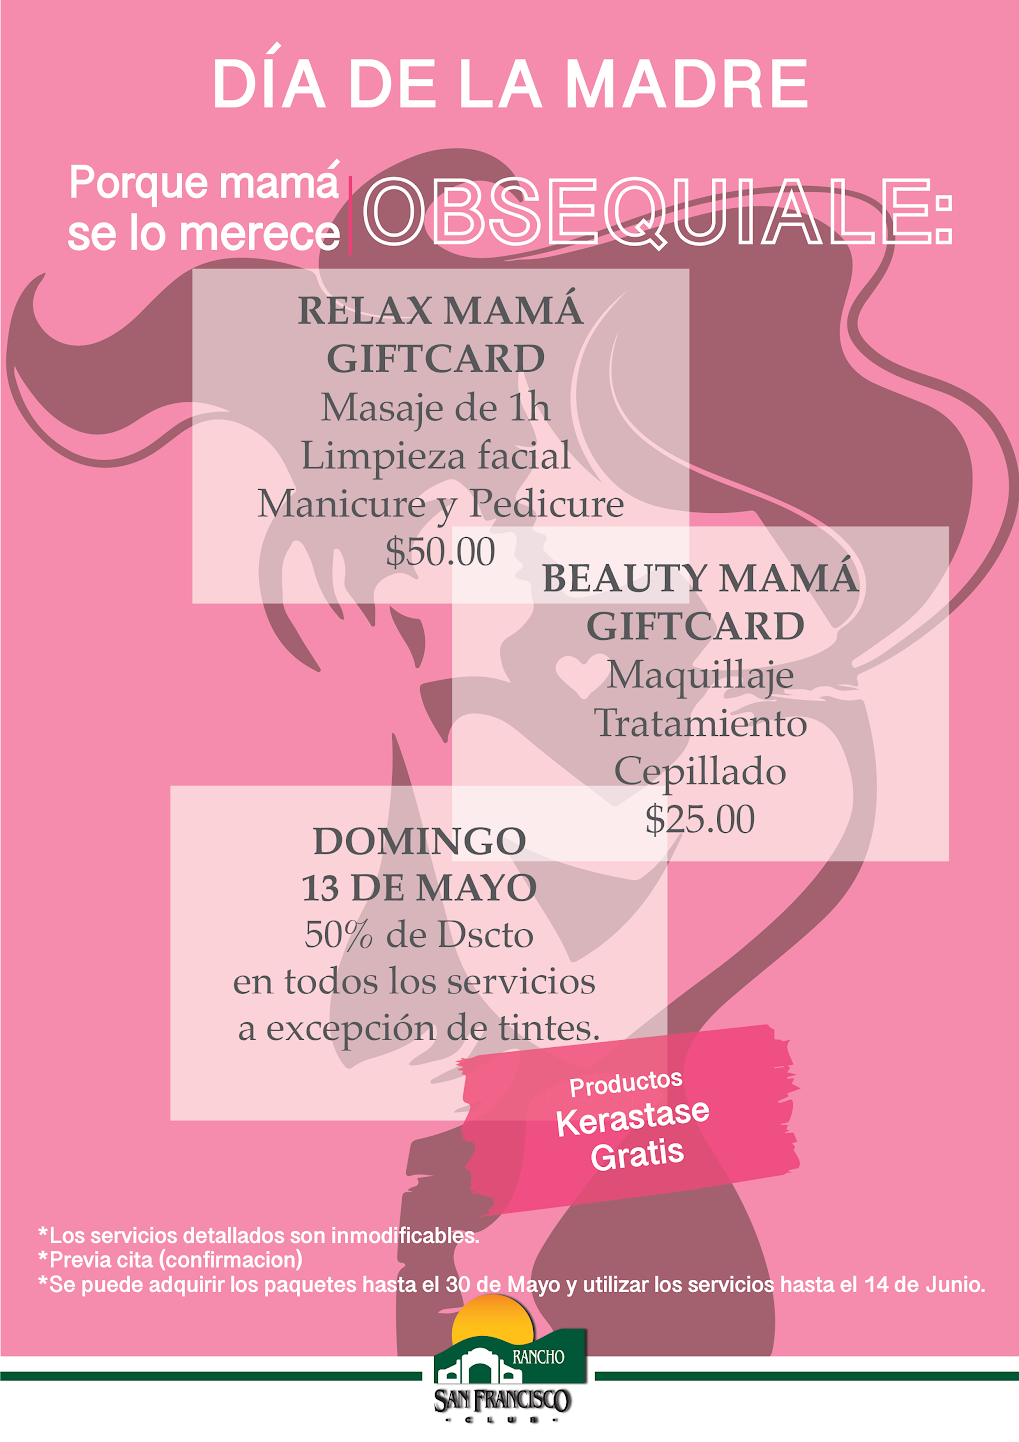 DÍA DE LA MADRE
Porque mamá
se lo merece
OBSEQUIALE:
RELAX MAMÁ
GIFTCARD
Masaje de 1h
Limpieza facial
Manicure y Pedicure
$50.00
BEAUTY MAMÁ
GIFTCARD
Maquillaje
Tratamiento
Cepillado
$25.00
DOMINGO
13 DE MAYO
50% de Dscto
en todos los servicios
a excepción de tintes.
Productos
Kerastase
Gratis
*Los servicios detallados son inmodificables.
*Previa cita (confirmacion)
*Se puede adquirir los paquetes hasta el 30 de Mayo y utilizar los servicios hasta el 14 de Junio.
RANCHO
SAN FRANCISCO
- CLUB -